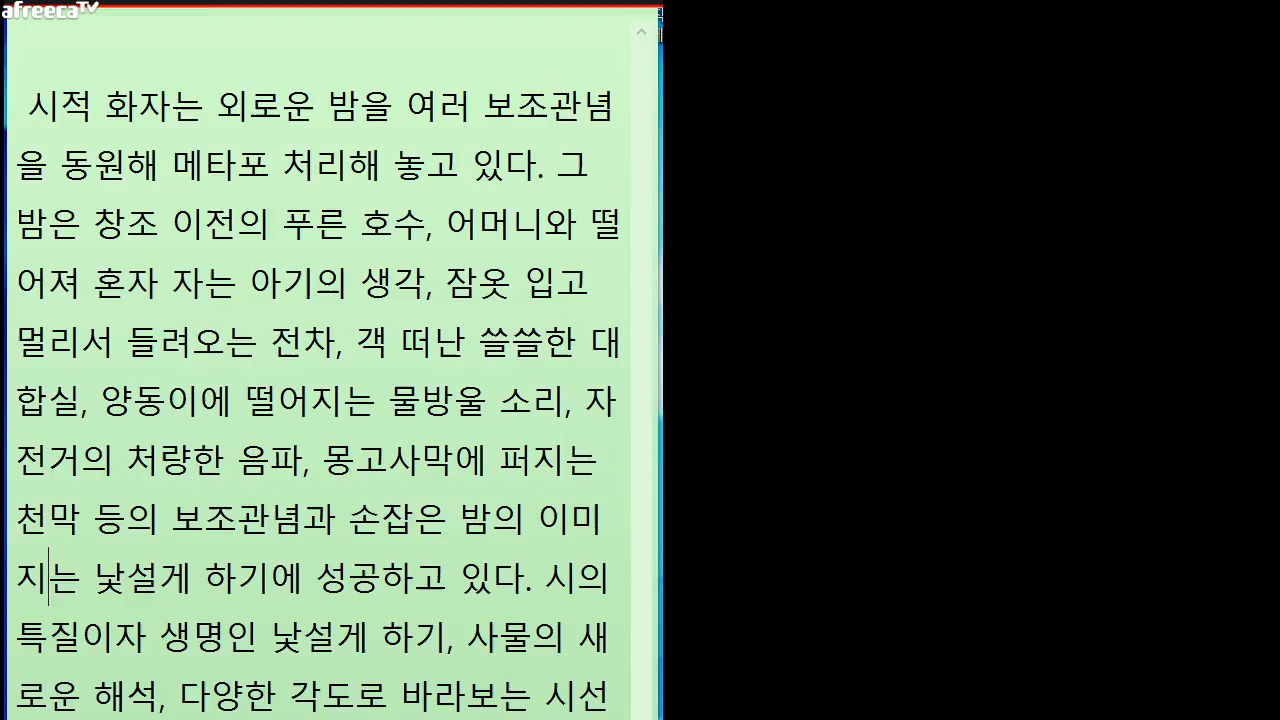 afreecaTV
시적 화자는 외로운 밤을 여러 보조관념
을 동원해 메타포 처리해 놓고 있다. 그
밤은 창조 이전의 푸른 호수, 어머니와 떨
어져 혼자 자는 아기의 생각, 잠옷 입고
멀리서 들려오는 전차, 객 떠난 쓸쓸한 대
합실, 양동이에 떨어지는 물방울 소리, 자
전거의 처량한 음파, 몽고사막에 퍼지는
천막 등의 보조관념과 손잡은 밤의 이미
지는 낯설게 하기에 성공하고 있다. 시의
특질이자 생명인 낯설게 하기, 사물의 새
로운 해석, 다양한 각도로 바라보는 시선